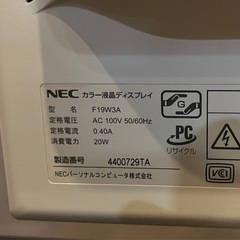 NEC カラー液晶ディスプレイ
型 名 F19W3A
定格電圧 AC 100V 50/60Hz
定格電流 0.40A
消費電力 20W
製造番号 4400729TA
NECパーソナルコンピュータ株式会社
G
PC
リサイクル
VCCI